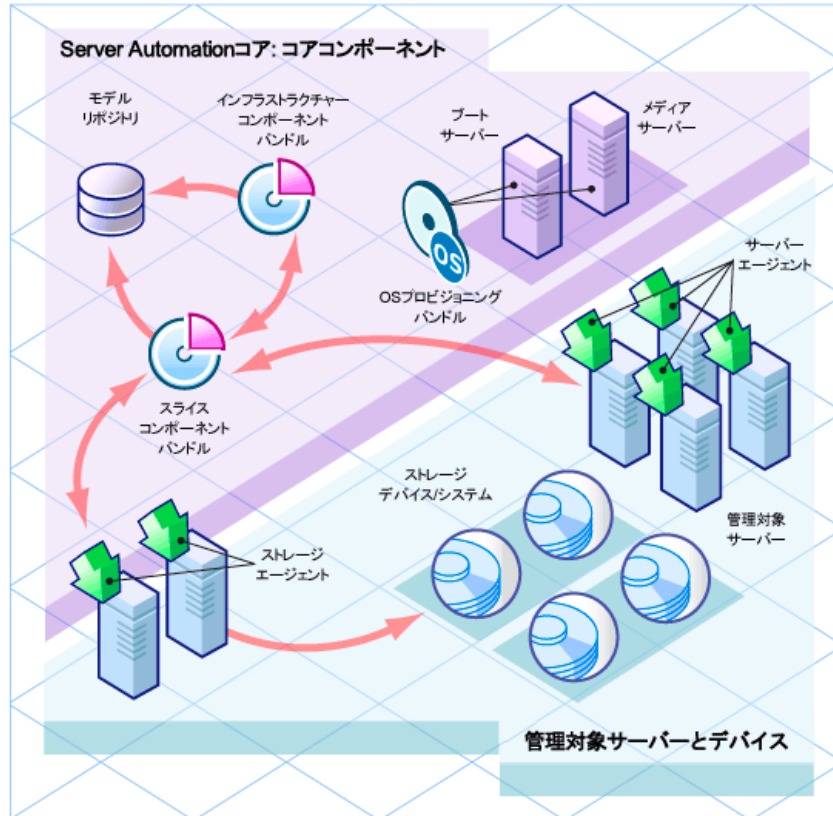 Server Automationコア: コアコンポーネント
モデル
リポジトリ
インフラストラクチャー
コンポーネント
バンドル
ブート
サーバー
メディア
サーバー
OS
OSプロビジョニング
バンドル
サーバー
エージェント
スライス
コンポーネント
バンドル
ストレージ
デバイス/システム
管理対象
サーバー
ストレージ
エージェント
管理対象サーバーとデバイス